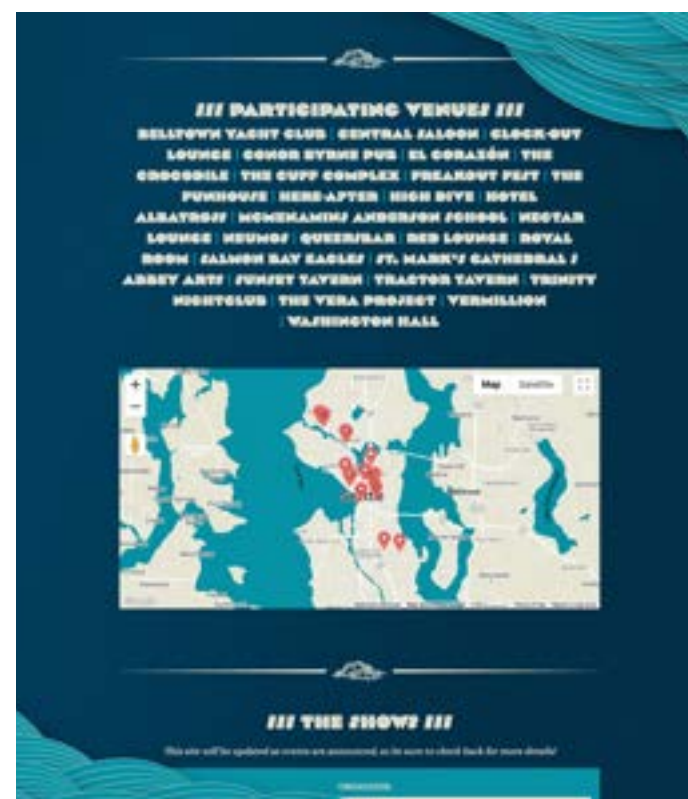 /// PARTICIPATING VENUES ///
BELLTOWN YACHT CLUB | CENTRAL SALOON | CLOCK-OUT
LOUNGE | CONOR BYRNE PUB | EL CORAZÓN | THE
CROCODILE | THE CUFF COMPLEX | FREAKOUT FEST | THE
FUNHOUSE | HERE-AFTER | HIGH DIVE | HOTEL
ALBATROSS | MCMENAMINS ANDERSON SCHOOL | NECTAR
LOUNGE | NEUMOS | QUEER/BAR | RED LOUNGE | ROYAL
ROOM | SALMON BAY EAGLES | ST. MARK'S CATHEDRAL /
ABBEY ARTS | SUNSET TAVERN | TRACTOR TAVERN | TRINITY
NIGHTCLUB | THE VERA PROJECT | VERMILLION
| WASHINGTON HALL
+
Map Satellite
−
Bellevue
Seattle
/// THE SHOWS ///
This site will be updated as events are announced, so be sure to check back for more details!